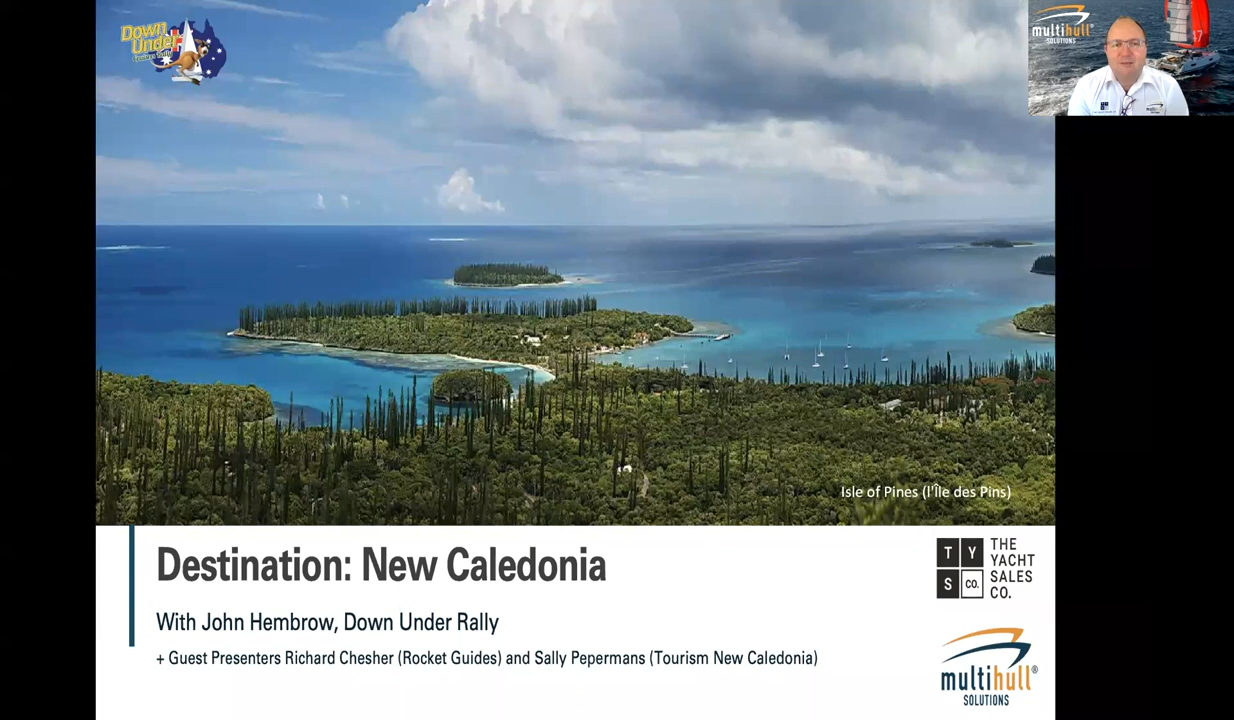 Down
Under
multihull®
SOLUTIONS
Isle of Pines (l'Île des Pins)
Destination: New Caledonia
With John Hembrow, Down Under Rally
+ Guest Presenters Richard Chesher (Rocket Guides) and Sally Pepermans (Tourism New Caledonia)
T Y
S CO.
THE
YACHT
SALES
CO.
multihull®
SOLUTIONS